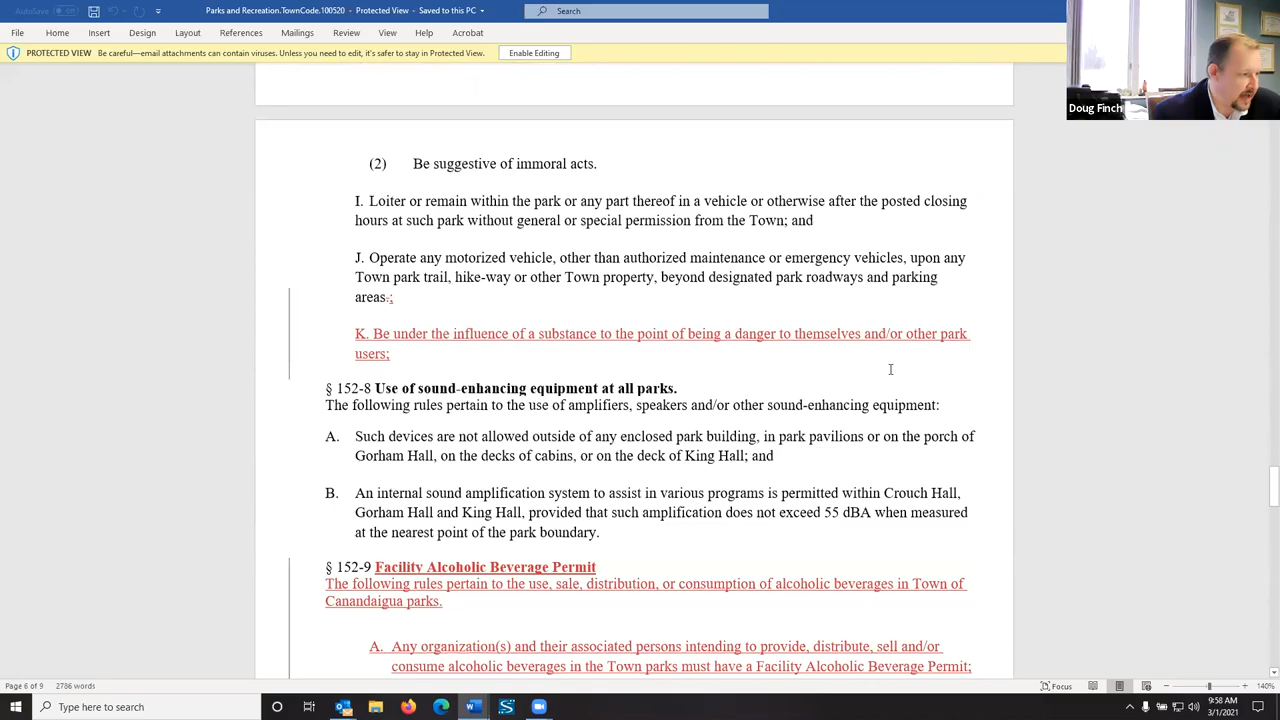 AutoSave Off Parks and Recreation.TownCode.100520 - Protected View - Saved to this PC Search
File Home Insert Design Layout References Mailings Review View Help Acrobat
PROTECTED VIEW Be careful—email attachments can contain viruses. Unless you need to edit, it's safer to stay in Protected View. Enable Editing
Doug Finch
(2) Be suggestive of immoral acts.
I. Loiter or remain within the park or any part thereof in a vehicle or otherwise after the posted closing
hours at such park without general or special permission from the Town; and
J. Operate any motorized vehicle, other than authorized maintenance or emergency vehicles, upon any
Town park trail, hike-way or other Town property, beyond designated park roadways and parking
areas.;
K. Be under the influence of a substance to the point of being a danger to themselves and/or other park
users;
§ 152-8 Use of sound-enhancing equipment at all parks.
The following rules pertain to the use of amplifiers, speakers and/or other sound-enhancing equipment:
A. Such devices are not allowed outside of any enclosed park building, in park pavilions or on the porch of
Gorham Hall, on the decks of cabins, or on the deck of King Hall; and
B. An internal sound amplification system to assist in various programs is permitted within Crouch Hall,
Gorham Hall and King Hall, provided that such amplification does not exceed 55 dBA when measured
at the nearest point of the park boundary.
§ 152-9 Facility Alcoholic Beverage Permit
The following rules pertain to the use, sale, distribution, or consumption of alcoholic beverages in Town of
Canandaigua parks.
A. Any organization(s) and their associated persons intending to provide, distribute, sell and/or
consume alcoholic beverages in the Town parks must have a Facility Alcoholic Beverage Permit;
Page 6 of 9 2786 words Focus 140%
Type here to search 9:58 AM
3/1/2021